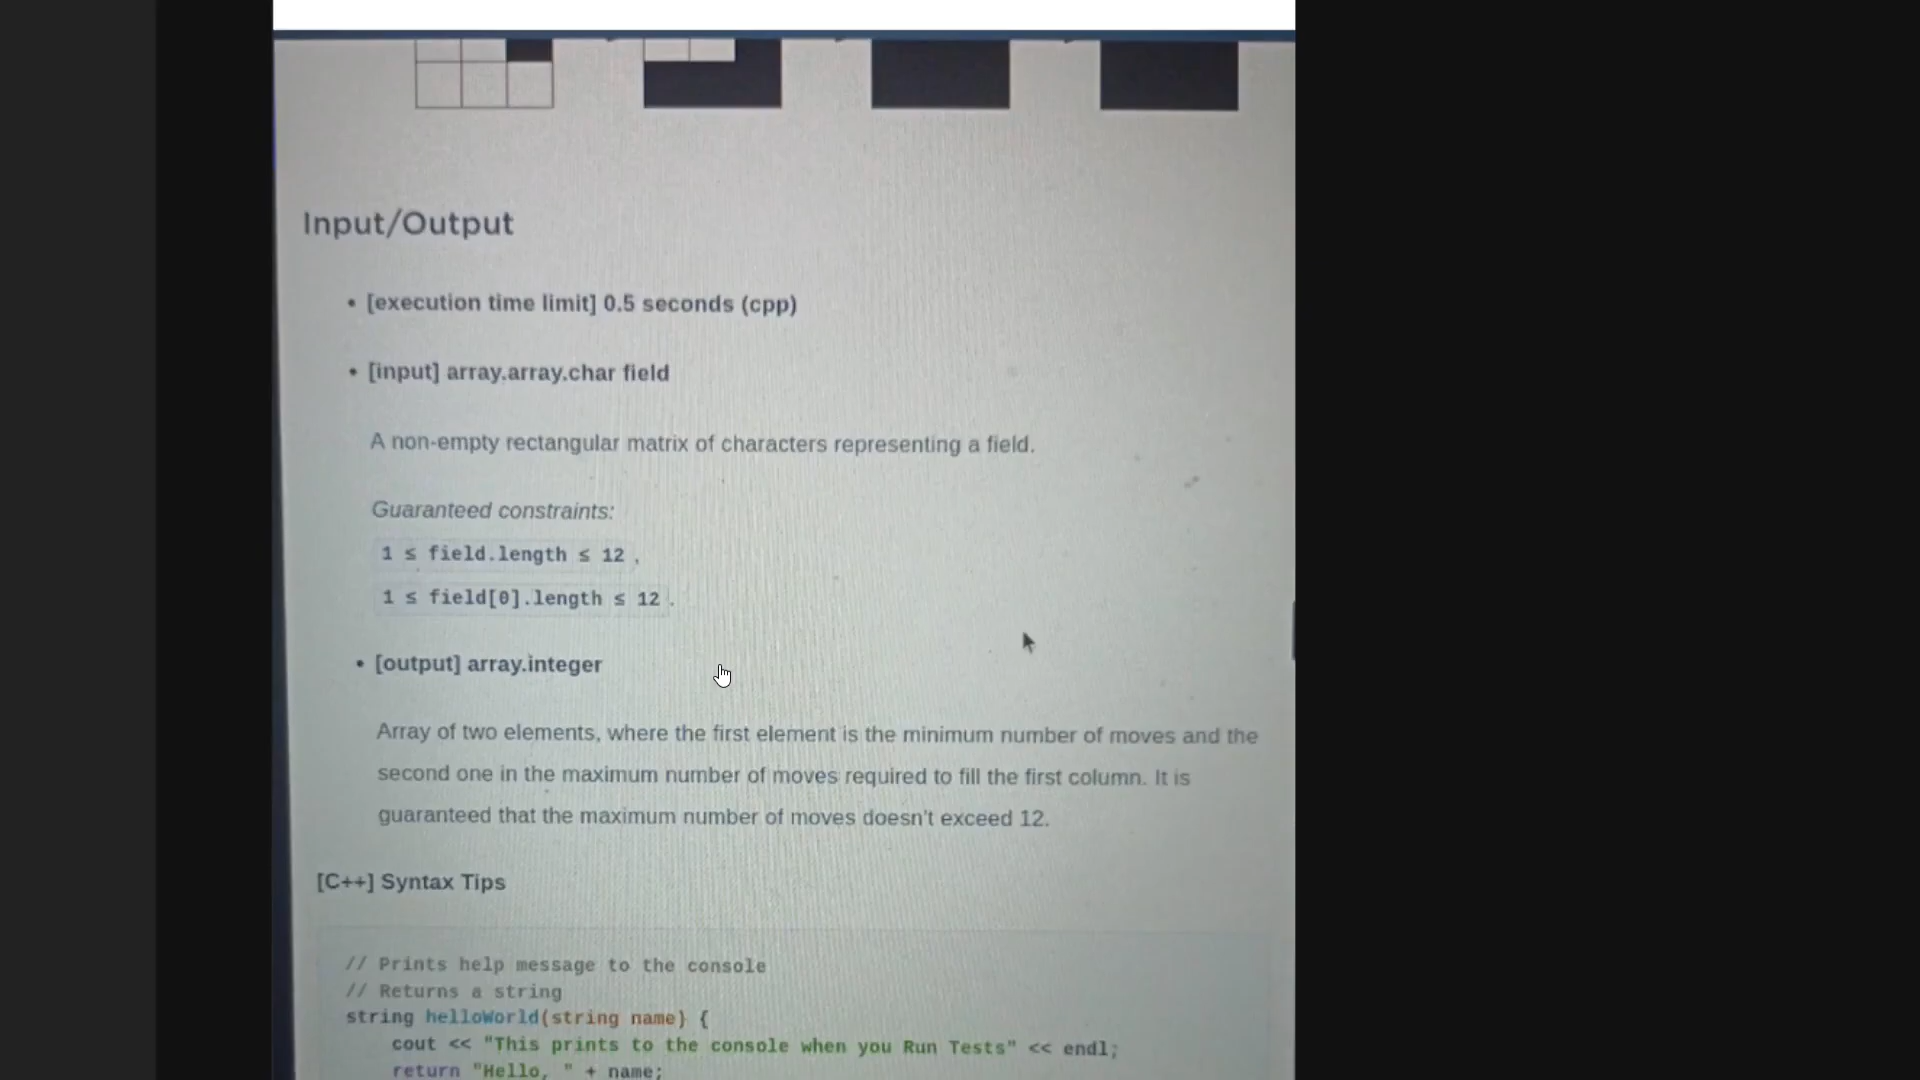 Input/Output
• [execution time limit] 0.5 seconds (cpp)
• [input] array.array.char field
A non-empty rectangular matrix of characters representing a field.
Guaranteed constraints:
1 ≤ field.length ≤ 12 ,
1 ≤ field[0].length ≤ 12 .
• [output] array.integer
Array of two elements, where the first element is the minimum number of moves and the
second one in the maximum number of moves required to fill the first column. It is
guaranteed that the maximum number of moves doesn't exceed 12.
[C++] Syntax Tips
// Prints help message to the console
// Returns a string
string helloWorld(string name) {
cout << "This prints to the console when you Run Tests" << endl;
return "Hello, " + name;